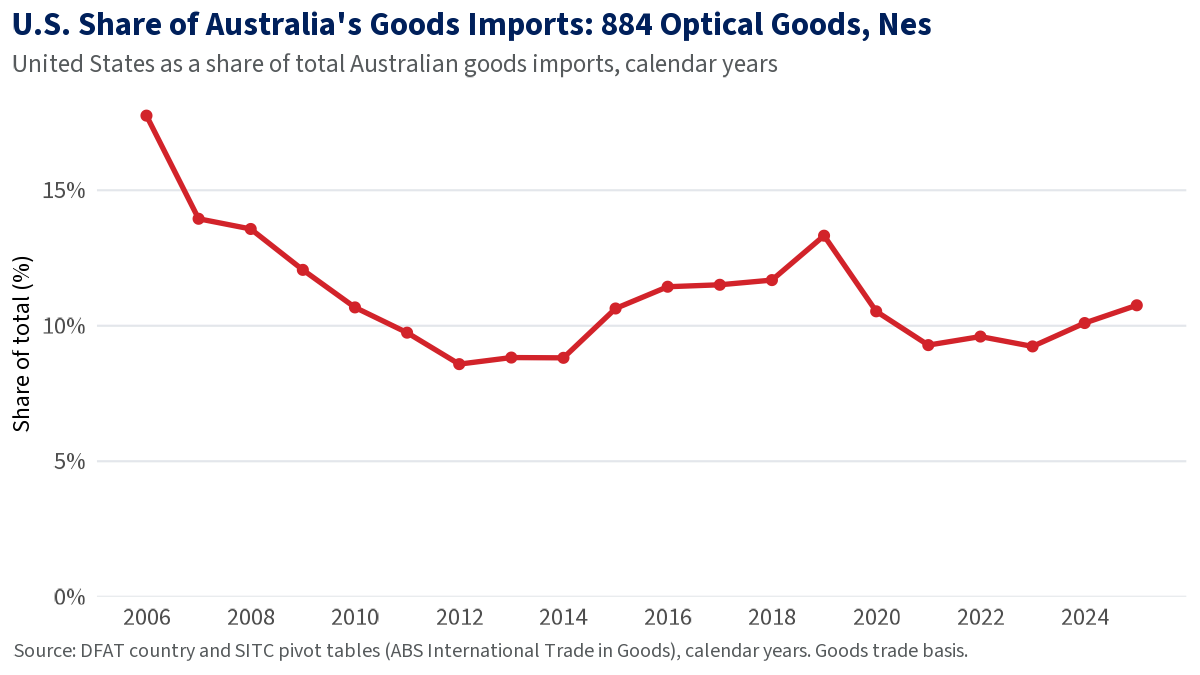 U.S. Share of Australia's Goods Imports: 884 Optical Goods, Nes
United States as a share of total Australian goods imports, calendar years
Share of total (%)
15%
10%
5%
0%
2006 2008 2010 2012 2014 2016 2018 2020 2022 2024
Source: DFAT country and SITC pivot tables (ABS International Trade in Goods), calendar years. Goods trade basis.